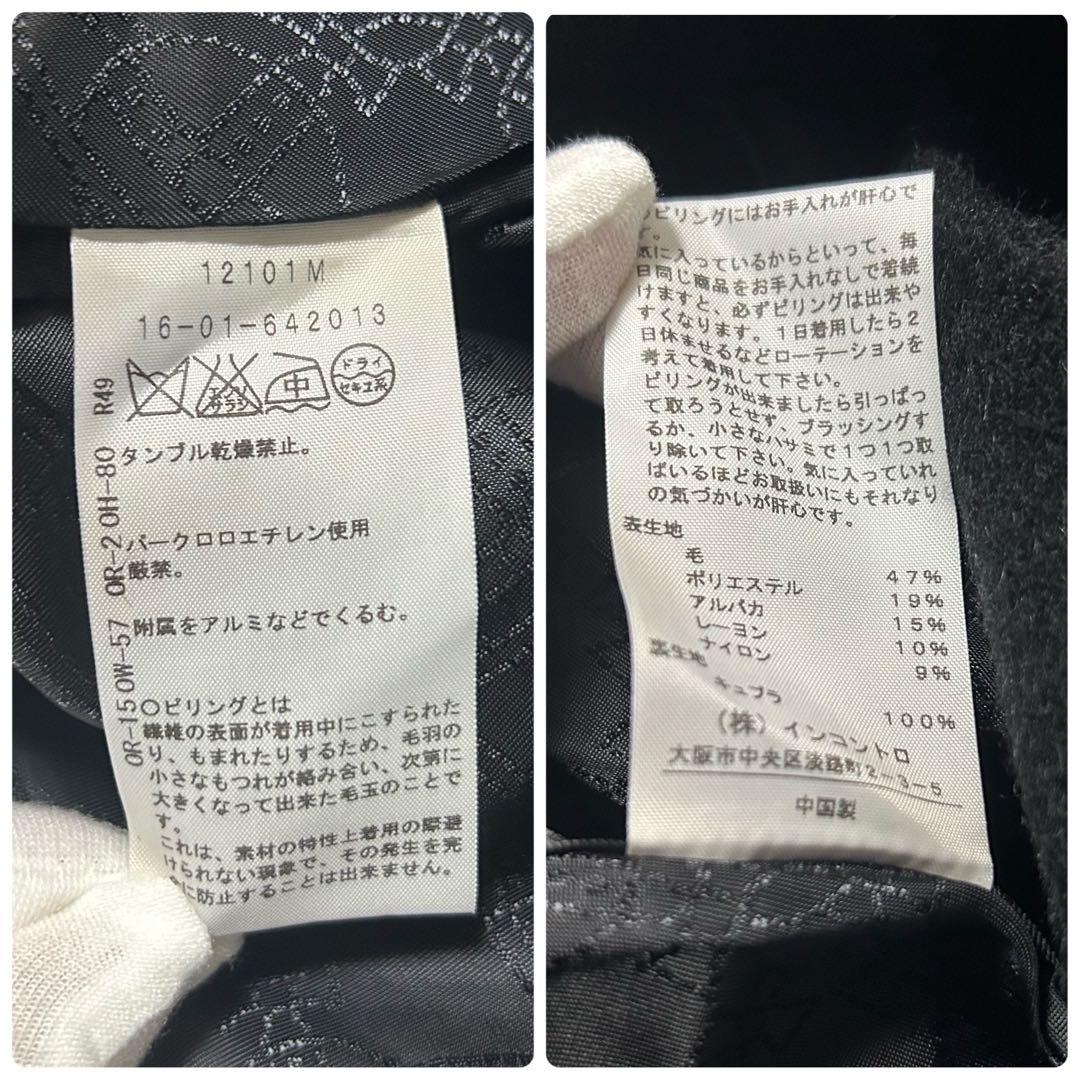 12101M
16-01-642013
エンソ
サラシ
中
ドライ
セキユ系
タンブル乾燥禁止。
パークロロエチレン使用
厳禁。
附属をアルミなどでくるむ。
〇ピリングとは
繊維の表面が着用中にこすられた
り、もまれたりするため、毛羽の
小さなもつれが絡み合い、次第に
大きくなって出来た毛玉のことで
す。
これは、素材の特性上着用の際避
けられない現象で、その発生を完
に防止することは出来ません。
OR-150W-57 OR-20H-80 R49
ピリングにはお手入れが肝心で
す。
気に入っているからといって、毎
日同じ商品をお手入れなしで着続
けますと、必ずピリングは出来や
すくなります。1日着用したら2
日休ませるなどローテーションを
考えて着用して下さい。
ピリングが出来ましたら引っぱっ
て取ろうとせず、ブラッシングす
るか、小さなハサミで1つ1つ取
り除いて下さい。気に入っていれ
ばいるほどお取扱いにもそれなり
の気づかいが肝心です。
表生地
毛 47%
ポリエステル 19%
アルパカ 15%
レーヨン 10%
ナイロン 9%
裏生地
キュプラ 100%
(株)インコントロ
大阪市中央区淡路町2-3-5
中国製